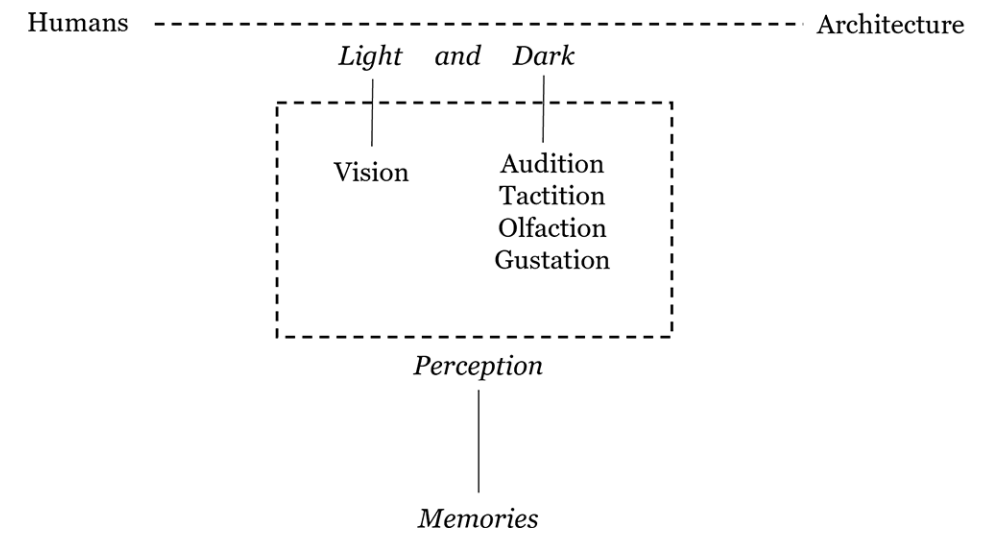 Humans Architecture
Light and Dark
Vision
Audition
Tactition
Olfaction
Gustation
Perception
Memories